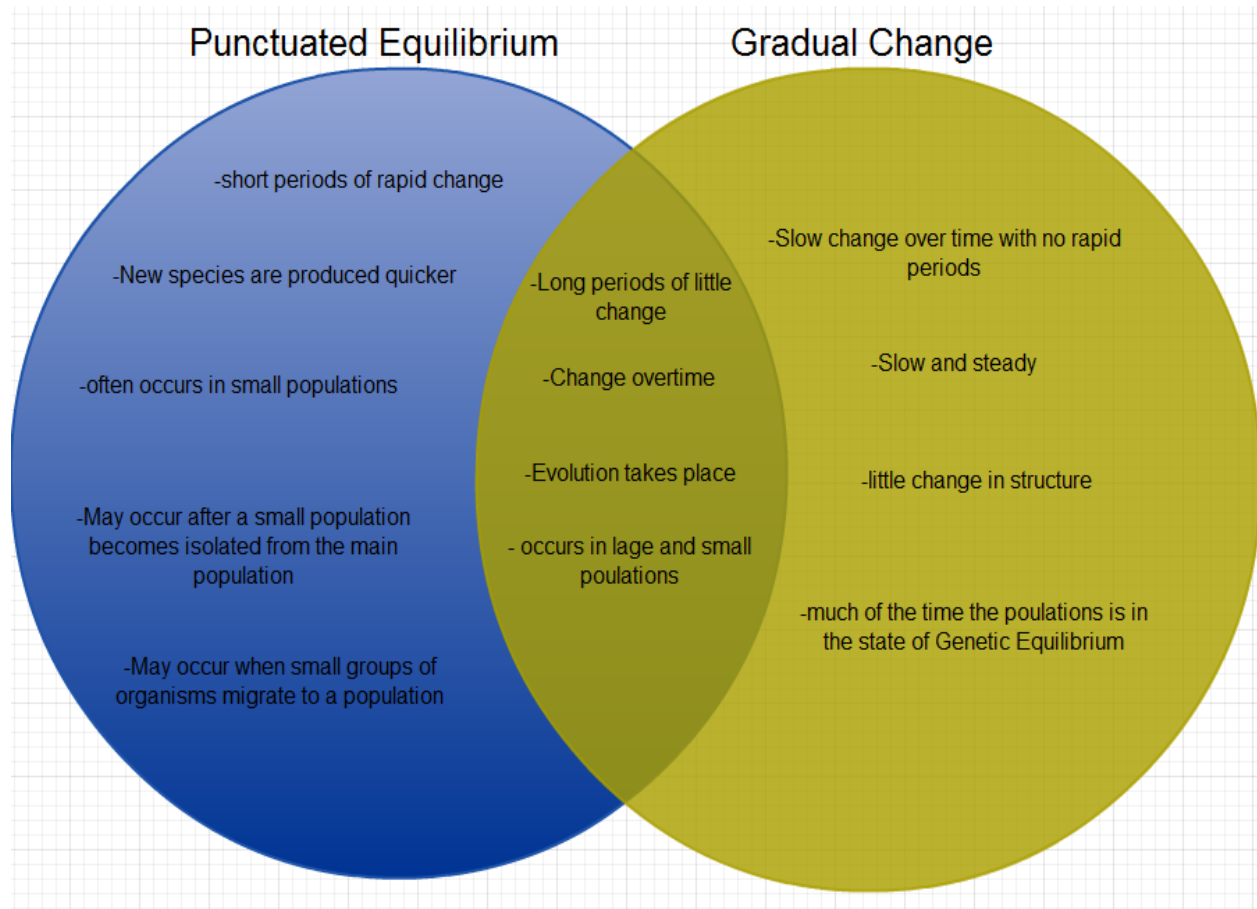 Punctuated Equilibrium
Gradual Change
-short periods of rapid change
-New species are produced quicker
-often occurs in small populations
-May occur after a small population
becomes isolated from the main
population
-May occur when small groups of
organisms migrate to a population
-Long periods of little
change
-Change overtime
-Evolution takes place
- occurs in lage and small
poulations
-Slow change over time with no rapid
periods
-Slow and steady
-little change in structure
-much of the time the poulations is in
the state of Genetic Equilibrium